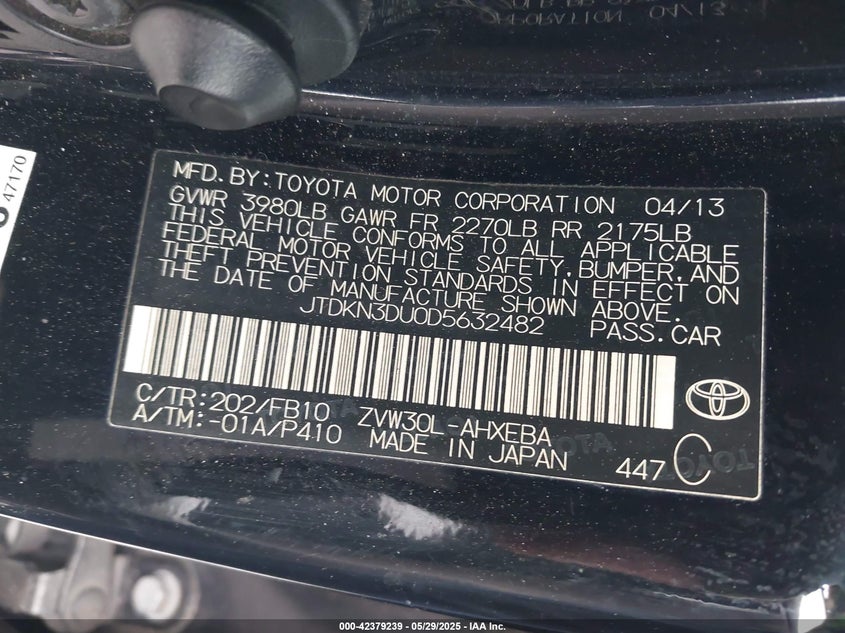 47170
MFD.BY:TOYOTA MOTOR CORPORATION 04/13
GVWR 3980LB GAWR FR 2270LB RR 2175LB
THIS VEHICLE CONFORMS TO ALL APPLICABLE
FEDERAL MOTOR VEHICLE SAFETY,BUMPER,AND
THEFT PREVENTION STANDARDS IN EFFECT ON
THE DATE OF MANUFACTURE SHOWN ABOVE.
JTDKN3DU0D5632482 PASS.CAR
C/TR:202/FB10 ZVW30L-AHXEBA
A/TM:-01A/P410 MADE IN JAPAN 447 C
TOYOTA
000-42379239 - 05/29/2025 - IAA Inc.